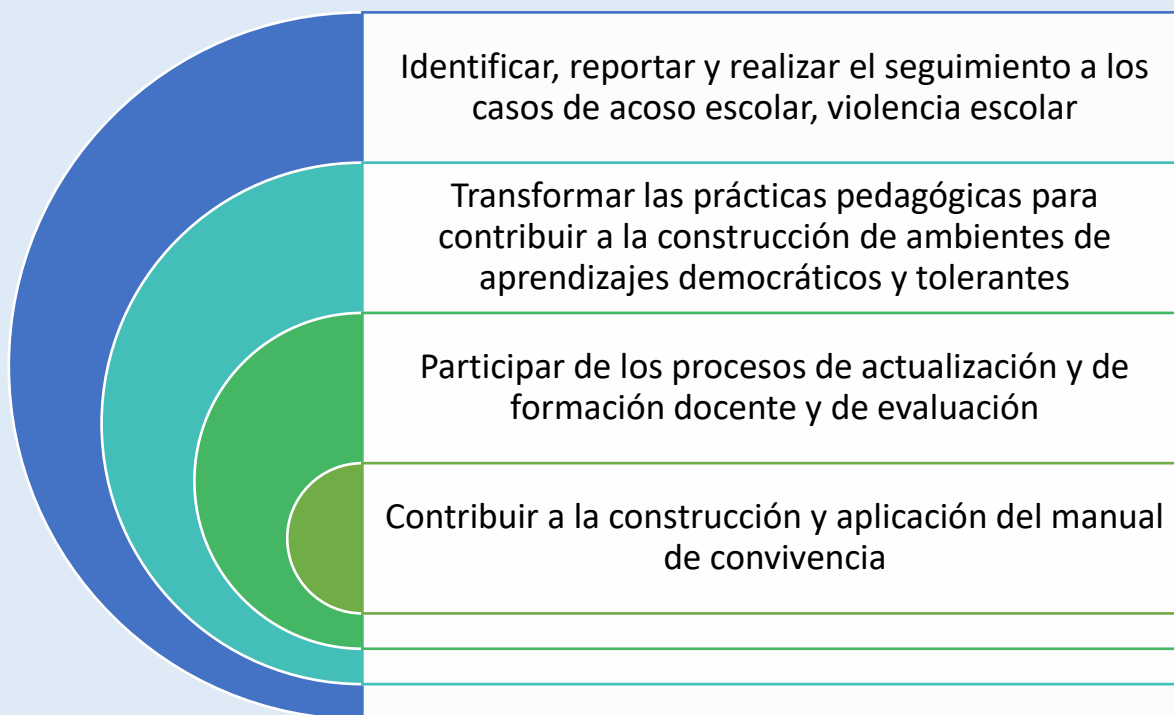 Identificar, reportar y realizar el seguimiento a los
casos de acoso escolar, violencia escolar
Transformar las prácticas pedagógicas para
contribuir a la construcción de ambientes de
aprendizajes democráticos y tolerantes
Participar de los procesos de actualización y de
formación docente y de evaluación
Contribuir a la construcción y aplicación del manual
de convivencia